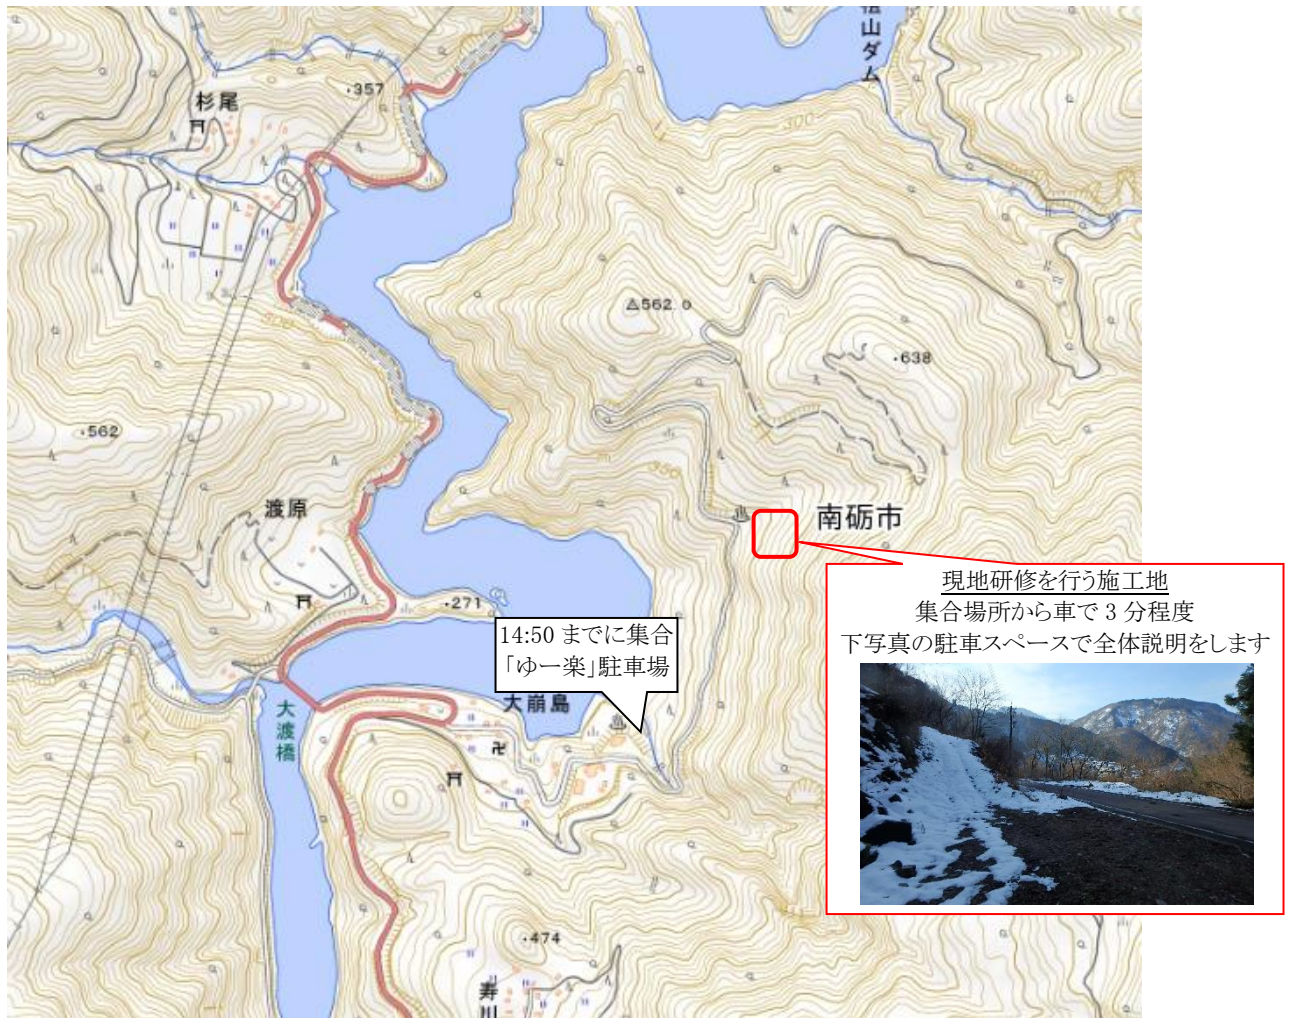 桧山ダム
・357
杉尾
300
△562.0
・638
300
・562
350
渡原
南砺市
現地研修を行う施工地
集合場所から車で 3 分程度
下写真の駐車スペースで全体説明をします
・271
14:50 までに集合
「ゆー楽」駐車場
大崩島
大渡橋
・474
寿川